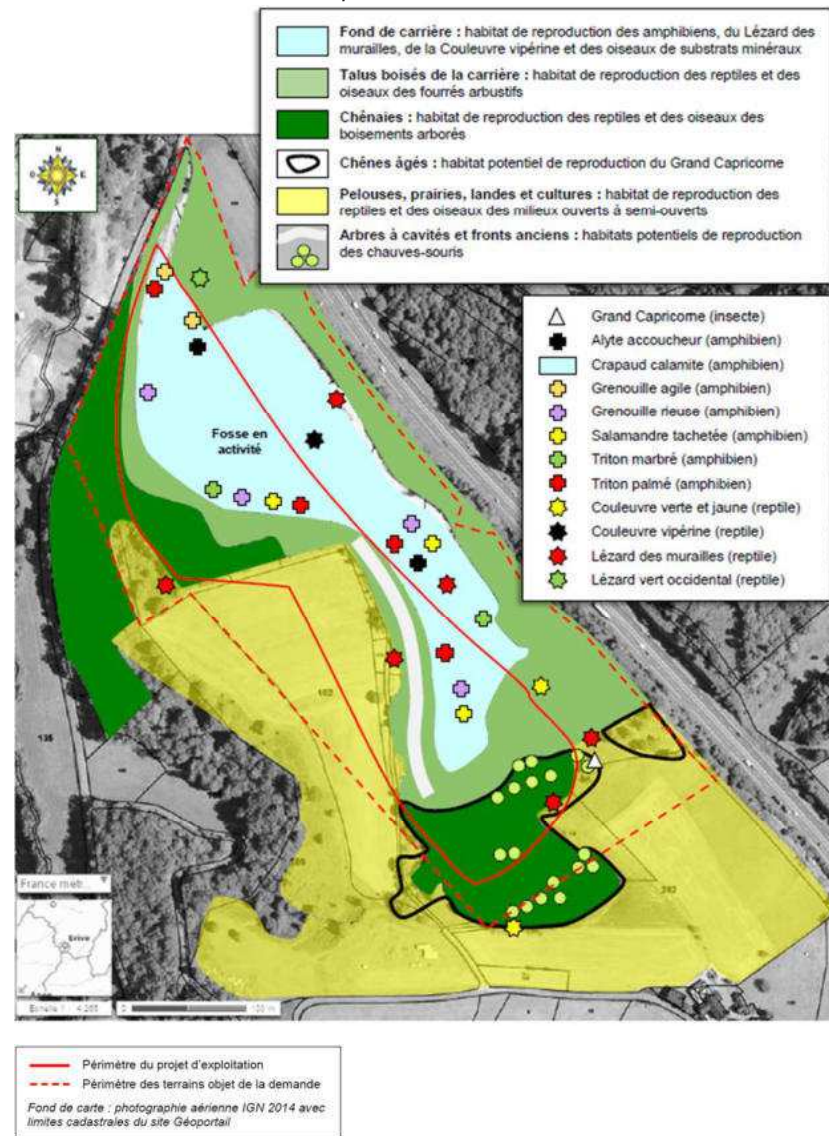 Fond de carrière : habitat de reproduction des amphibiens, du Lézard des
murailles, de la Couleuvre vipérine et des oiseaux de substrats minéraux
Talus boisés de la carrière : habitat de reproduction des reptiles et des
oiseaux des fourrés arbustifs
Chênaies : habitat de reproduction des reptiles et des oiseaux des
boisements arborés
Chênes âgés : habitat potentiel de reproduction du Grand Capricorne
Pelouses, prairies, landes et cultures : habitat de reproduction des
reptiles et des oiseaux des milieux ouverts à semi-ouverts
Arbres à cavités et fronts anciens : habitats potentiels de reproduction
des chauves-souris
N
O
E
S
Grand Capricorne (insecte)
Alyte accoucheur (amphibien)
Crapaud calamite (amphibien)
Grenouille agile (amphibien)
Grenouille rieuse (amphibien)
Salamandre tachetée (amphibien)
Triton marbré (amphibien)
Triton palmé (amphibien)
Couleuvre verte et jaune (reptile)
Couleuvre vipérine (reptile)
Lézard des murailles (reptile)
Lézard vert occidental (reptile)
Fosse en
activité
102
135
282
France mét...
Brive
Echelle 1 : 4 265
0
100 m
Périmètre du projet d'exploitation
Périmètre des terrains objet de la demande
Fond de carte : photographie aérienne IGN 2014 avec
limites cadastrales du site Géoportail